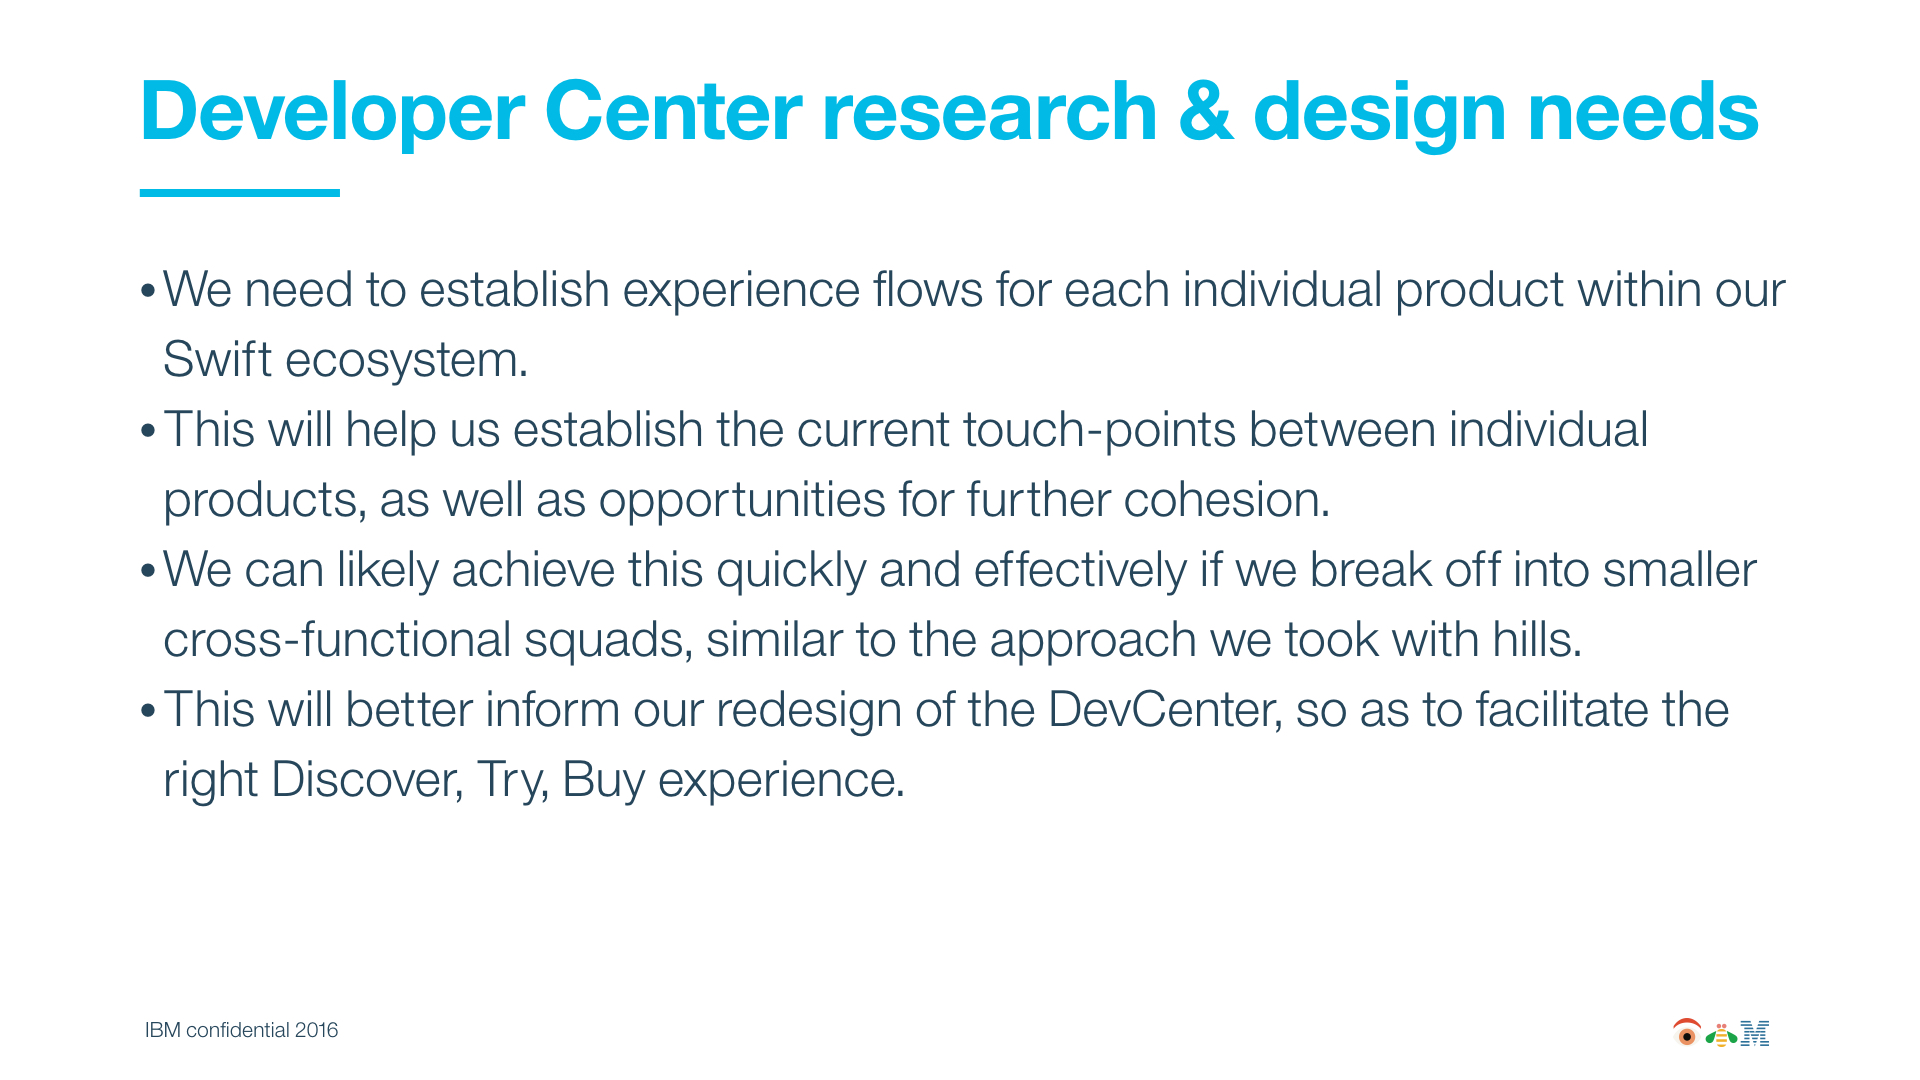 Developer Center research & design needs
•We need to establish experience flows for each individual product within our
Swift ecosystem.
•This will help us establish the current touch-points between individual
products, as well as opportunities for further cohesion.
•We can likely achieve this quickly and effectively if we break off into smaller
cross-functional squads, similar to the approach we took with hills.
•This will better inform our redesign of the DevCenter, so as to facilitate the
right Discover, Try, Buy experience.
IBM confidential 2016
M